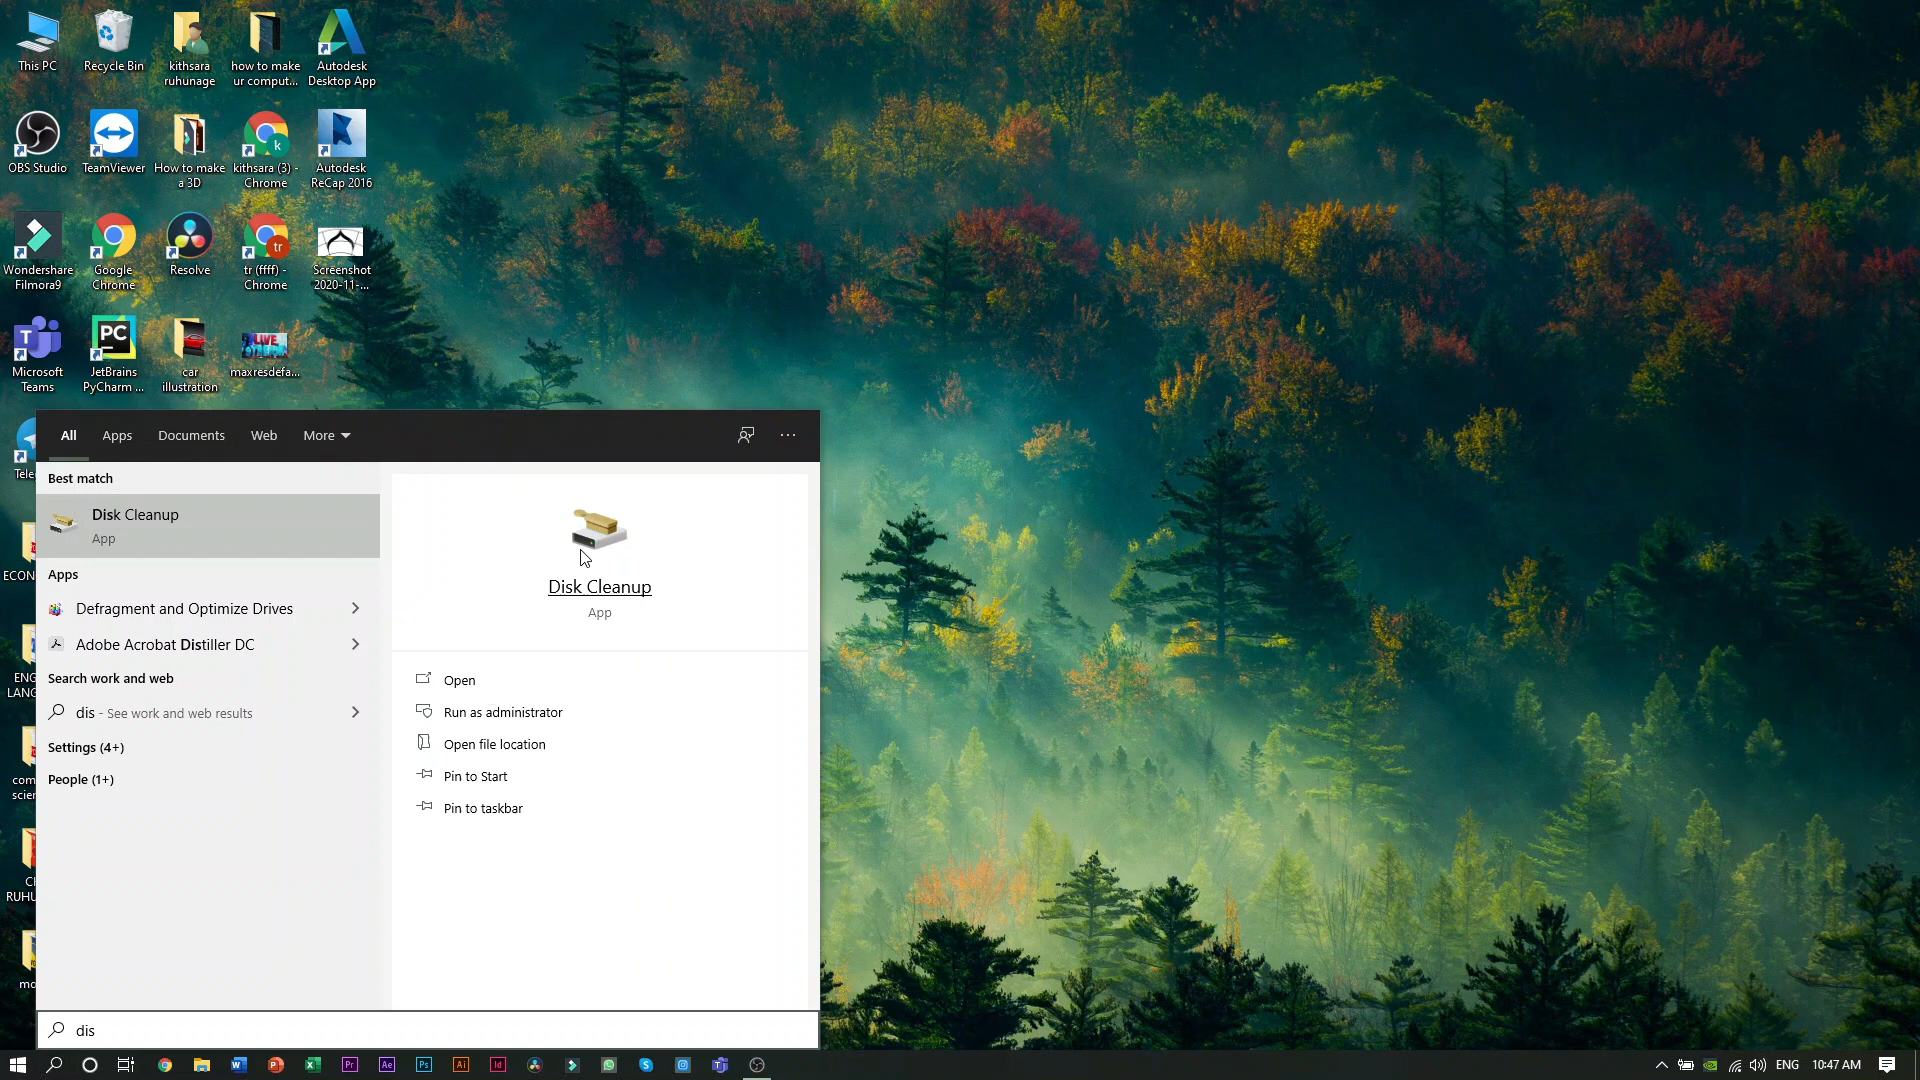 This PC
Recycle Bin
kithsara
ruhunage
how to make
ur comput...
Autodesk
Desktop App
OBS Studio
TeamViewer
How to make
a 3D
kithsara (3) -
Chrome
Autodesk
ReCap 2016
Wondershare
Filmora9
Google
Chrome
Resolve
tr (ffff) -
Chrome
Screenshot
2020-11-...
Microsoft
Teams
JetBrains
PyCharm ...
car
illustration
maxresdefa...
All
Apps
Documents
Web
More
Best match
Disk Cleanup
App
Apps
Defragment and Optimize Drives
Adobe Acrobat Distiller DC
Search work and web
dis - See work and web results
Settings (4+)
People (1+)
Disk Cleanup
App
Open
Run as administrator
Open file location
Pin to Start
Pin to taskbar
dis
ENG
10:47 AM